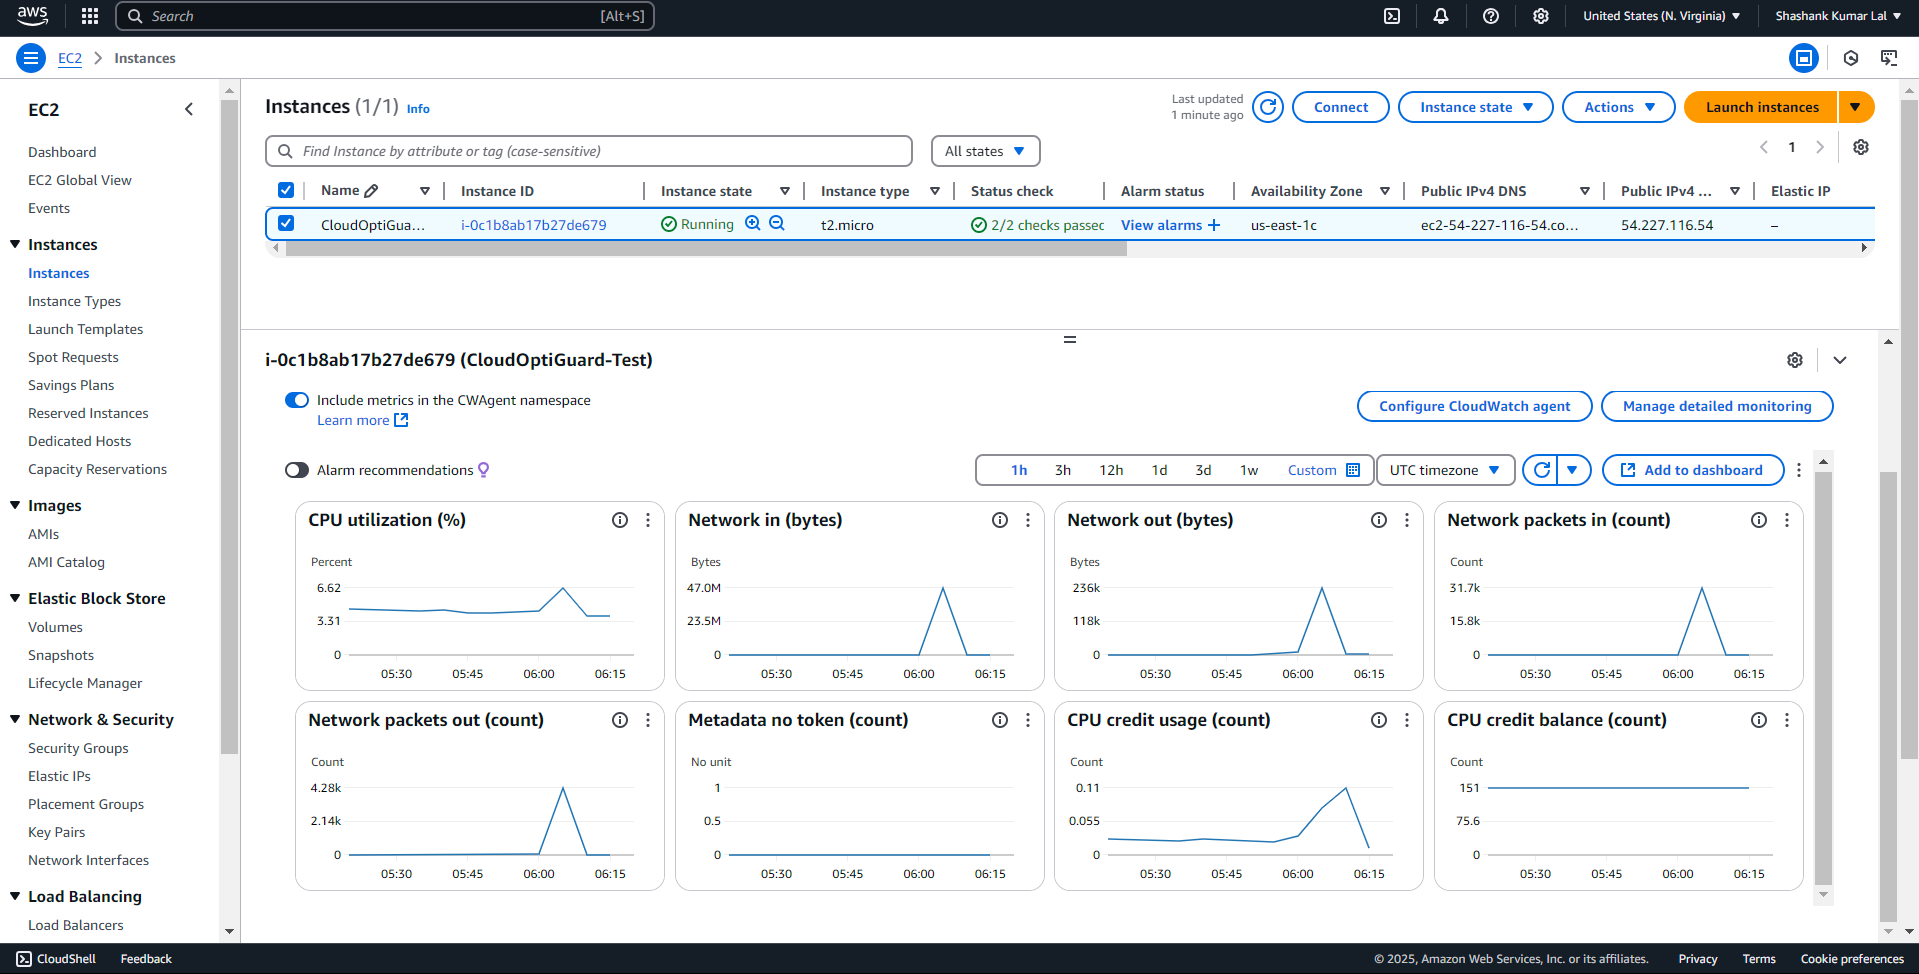 aws
Search [Alt+S]
United States (N. Virginia) Shashank Kumar Lal
EC2 Instances
EC2
Dashboard
EC2 Global View
Events
Instances
Instances
Instance Types
Launch Templates
Spot Requests
Savings Plans
Reserved Instances
Dedicated Hosts
Capacity Reservations
Images
AMIs
AMI Catalog
Elastic Block Store
Volumes
Snapshots
Lifecycle Manager
Network & Security
Security Groups
Elastic IPs
Placement Groups
Key Pairs
Network Interfaces
Load Balancing
Load Balancers
Instances (1/1) Info
Last updated
1 minute ago
Connect
Instance state
Actions
Launch instances
Find Instance by attribute or tag (case-sensitive)
All states
1
Name Instance ID Instance state Instance type Status check Alarm status Availability Zone Public IPv4 DNS Public IPv4 ... Elastic IP
CloudOptiGua... i-0c1b8ab17b27de679 Running t2.micro 2/2 checks passec View alarms + us-east-1c ec2-54-227-116-54.co... 54.227.116.54 –
i-0c1b8ab17b27de679 (CloudOptiGuard-Test)
Include metrics in the CWAgent namespace
Learn more
Configure CloudWatch agent
Manage detailed monitoring
Alarm recommendations
1h 3h 12h 1d 3d 1w Custom
UTC timezone
Add to dashboard
CPU utilization (%)
Percent
6.62
3.31
0
05:30 05:45 06:00 06:15
Network in (bytes)
Bytes
47.0M
23.5M
0
05:30 05:45 06:00 06:15
Network out (bytes)
Bytes
236k
118k
0
05:30 05:45 06:00 06:15
Network packets in (count)
Count
31.7k
15.8k
0
05:30 05:45 06:00 06:15
Network packets out (count)
Count
4.28k
2.14k
0
05:30 05:45 06:00 06:15
Metadata no token (count)
No unit
1
0.5
0
05:30 05:45 06:00 06:15
CPU credit usage (count)
Count
0.11
0.055
0
05:30 05:45 06:00 06:15
CPU credit balance (count)
Count
151
75.6
0
05:30 05:45 06:00 06:15
CloudShell Feedback
© 2025, Amazon Web Services, Inc. or its affiliates. Privacy Terms Cookie preferences